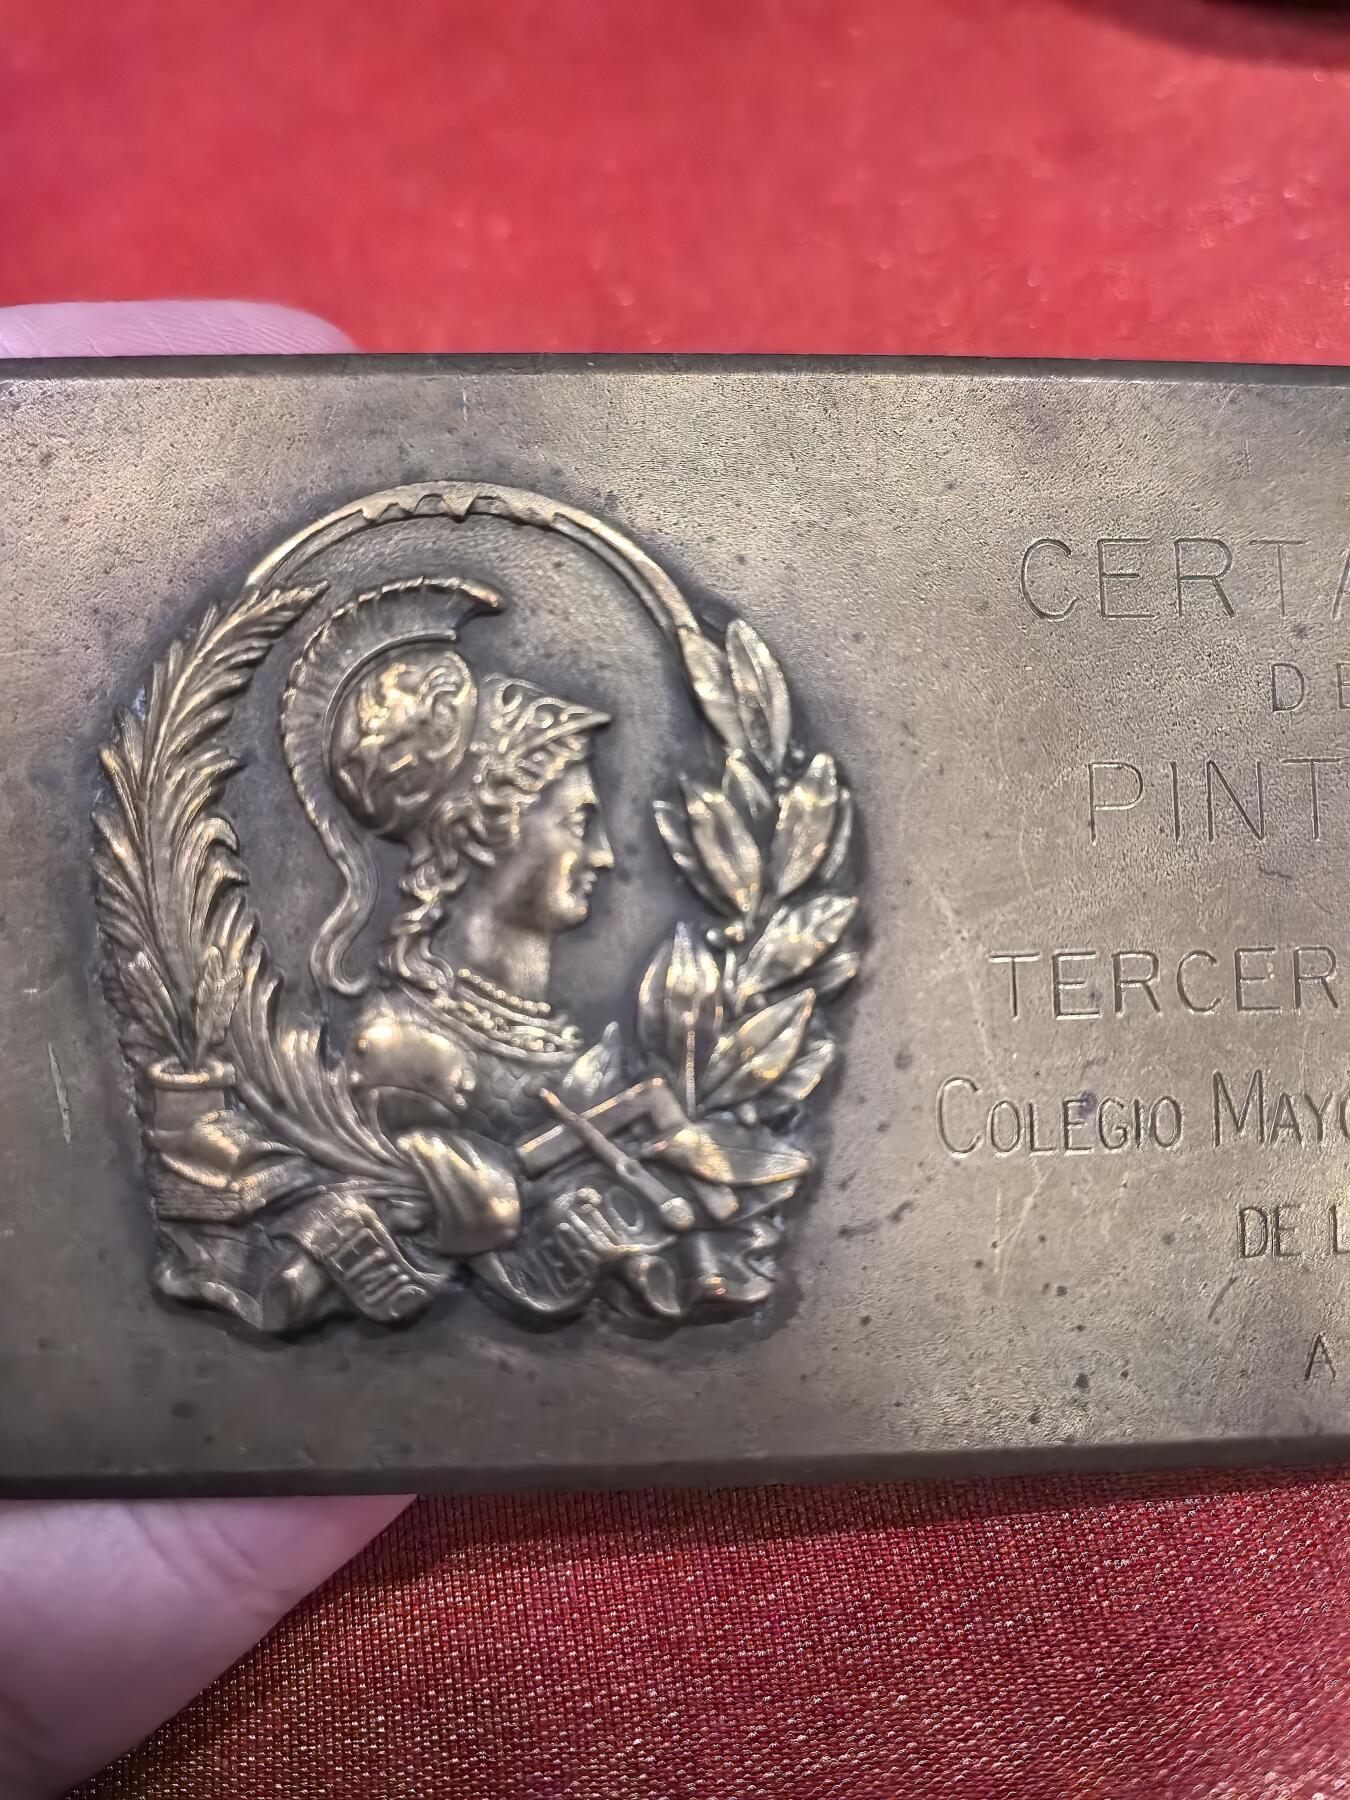 CERTA
DE
PINT
TERCER
COLEGIO MAYO
DE L
A